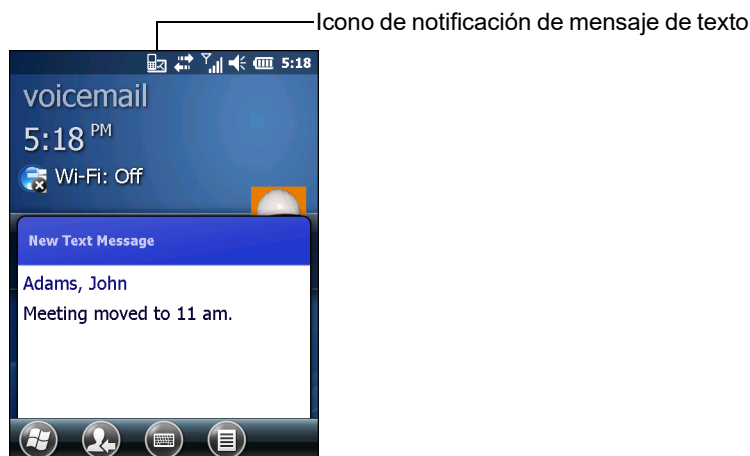 Icono de notificación de mensaje de texto
5:18
voicemail
5:18 PM
Wi-Fi: Off
New Text Message
Adams, John
Meeting moved to 11 am.